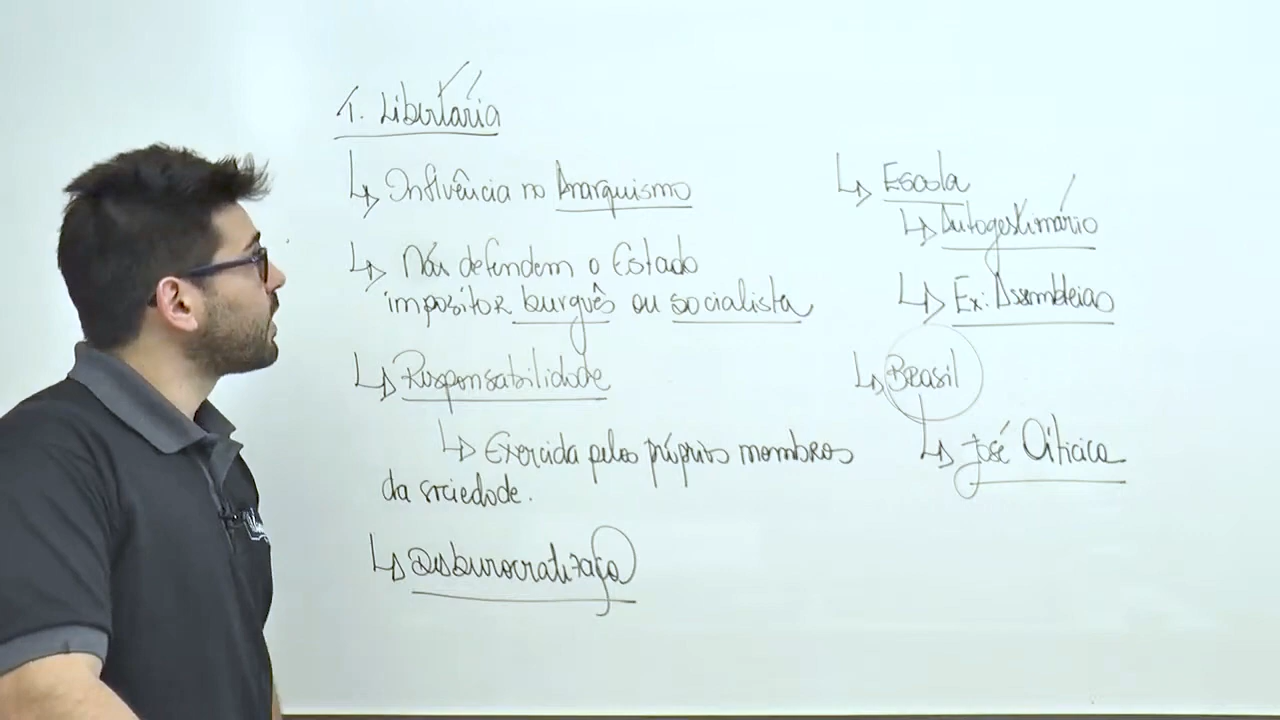 T. Libertária
↳ Influência no Anarquismo
↳ Não defendem o Estado
impositor burguês ou socialista
↳ Responsabilidade
↳ Exercida pelos próprios membros
da sociedade.
↳ Desburocratização
↳ Escola
↳ Autogestionário
↳ Ex: Assembleias
↳ Brasil
↳ José Oiticica